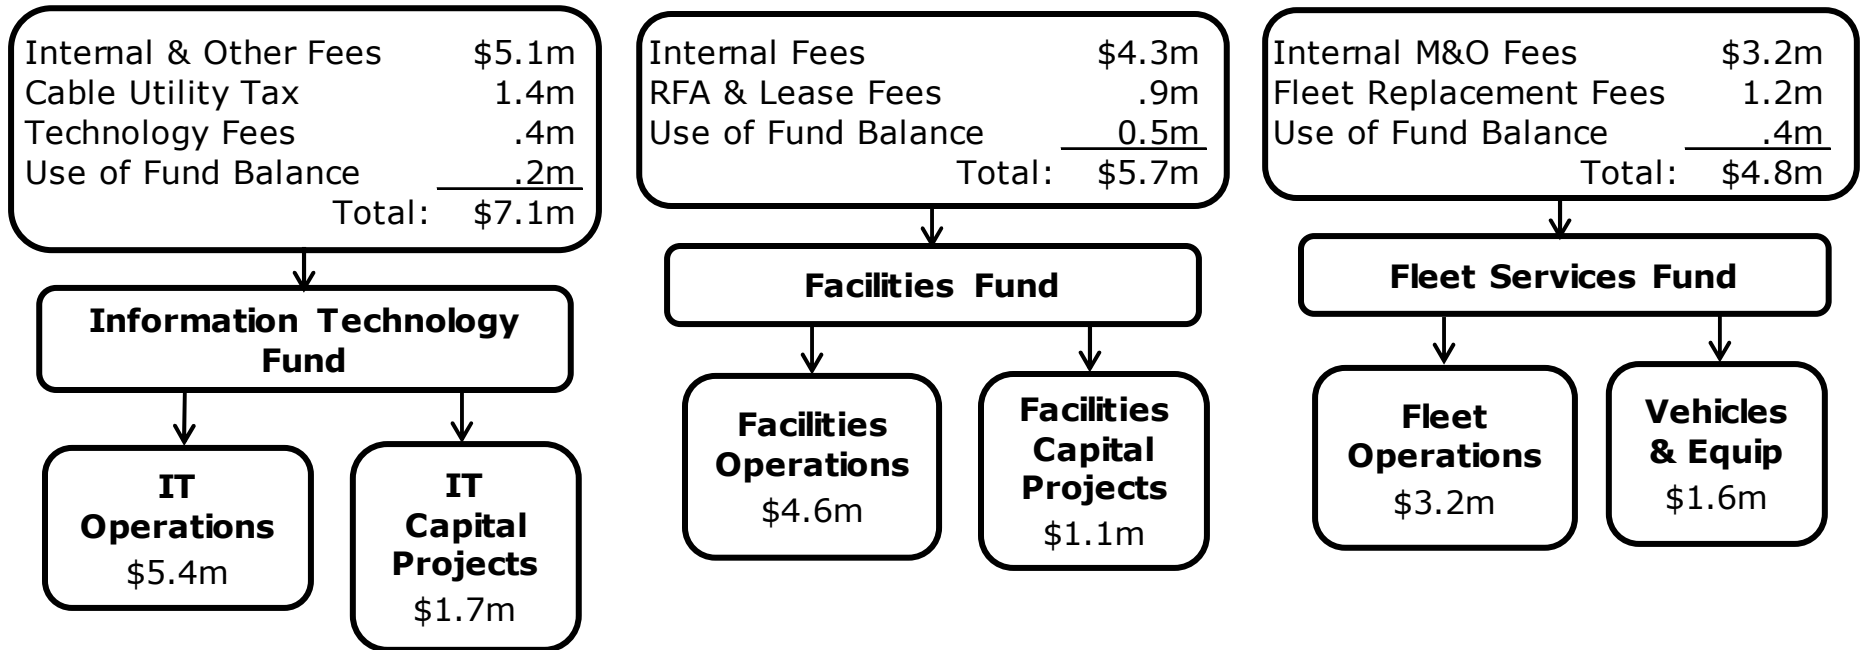 Internal & Other Fees $5.1m
Cable Utility Tax 1.4m
Technology Fees .4m
Use of Fund Balance .2m
Total: $7.1m
Information Technology
Fund
IT
Operations
$5.4m
IT
Capital
Projects
$1.7m
Internal Fees $4.3m
RFA & Lease Fees .9m
Use of Fund Balance 0.5m
Total: $5.7m
Facilities Fund
Facilities
Operations
$4.6m
Facilities
Capital
Projects
$1.1m
Internal M&O Fees $3.2m
Fleet Replacement Fees 1.2m
Use of Fund Balance .4m
Total: $4.8m
Fleet Services Fund
Fleet
Operations
$3.2m
Vehicles
& Equip
$1.6m